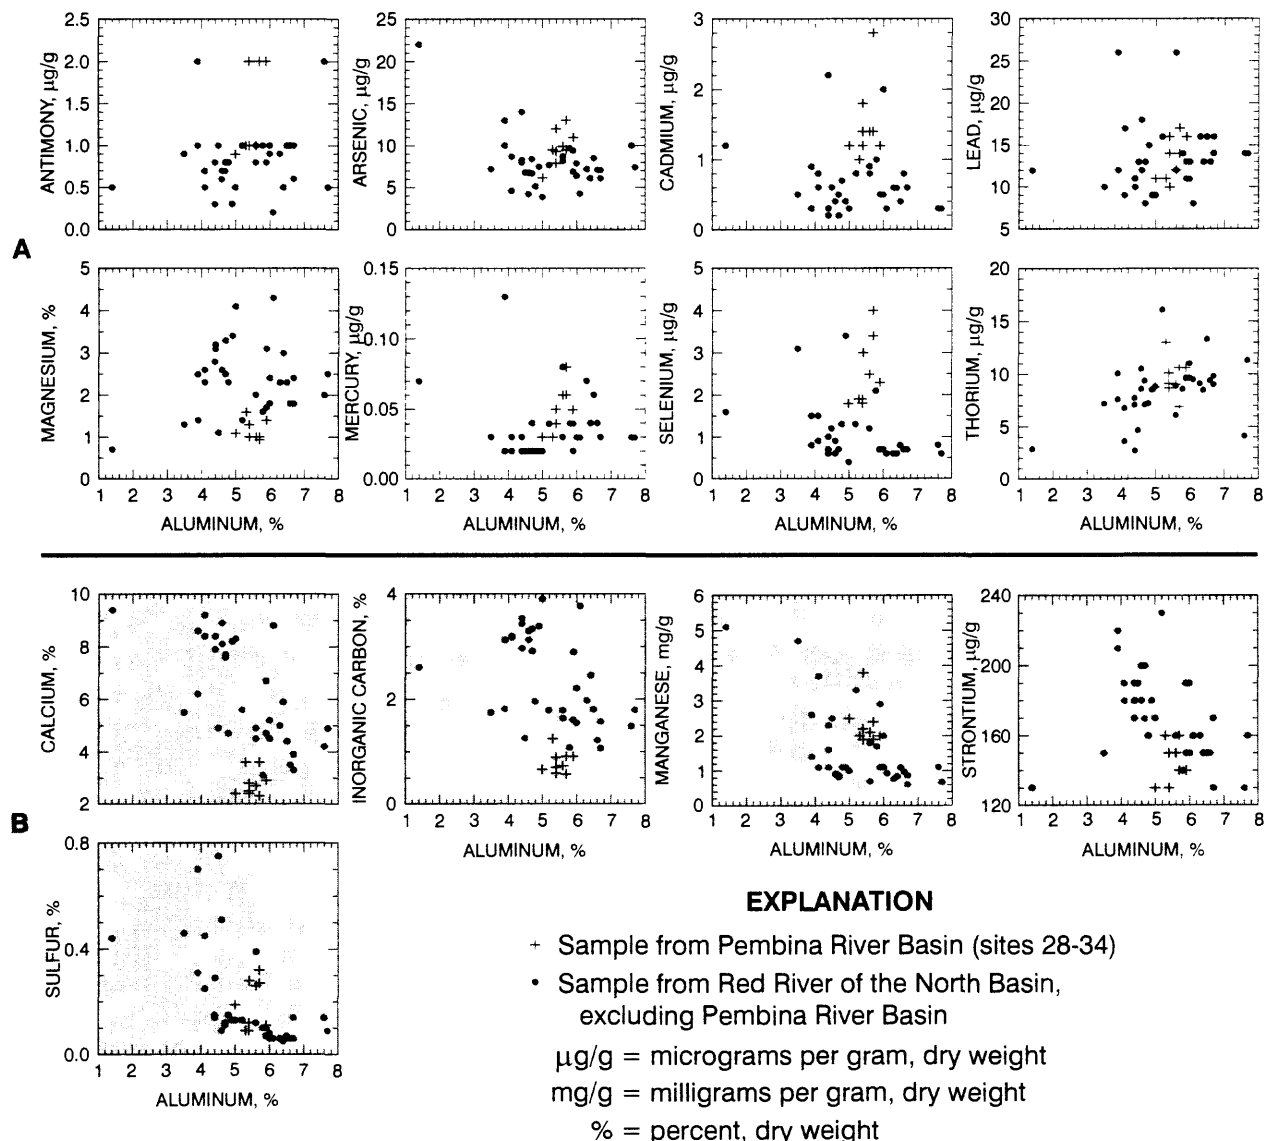 ANTIMONY, µg/g
2.5
2.0
1.5
1.0
0.5
0.0
ARSENIC, µg/g
25
20
15
10
5
0
CADMIUM, µg/g
3
2
1
0
LEAD, µg/g
30
25
20
15
10
5
A
MAGNESIUM, %
5
4
3
2
1
0
1 2 3 4 5 6 7 8
ALUMINUM, %
MERCURY, µg/g
0.15
0.10
0.05
0.00
1 2 3 4 5 6 7 8
ALUMINUM, %
SELENIUM, µg/g
5
4
3
2
1
0
1 2 3 4 5 6 7 8
ALUMINUM, %
THORIUM, µg/g
20
15
10
5
0
1 2 3 4 5 6 7 8
ALUMINUM, %
CALCIUM, %
10
8
6
4
2
INORGANIC CARBON, %
4
2
0
1 2 3 4 5 6 7 8
ALUMINUM, %
MANGANESE, mg/g
6
5
4
3
2
1
0
1 2 3 4 5 6 7 8
ALUMINUM, %
STRONTIUM, µg/g
240
200
160
120
1 2 3 4 5 6 7 8
ALUMINUM, %
B
SULFUR, %
0.8
0.4
0.0
1 2 3 4 5 6 7 8
ALUMINUM, %
EXPLANATION
+ Sample from Pembina River Basin (sites 28-34)
• Sample from Red River of the North Basin,
excluding Pembina River Basin
µg/g = micrograms per gram, dry weight
mg/g = milligrams per gram, dry weight
% = percent, dry weight